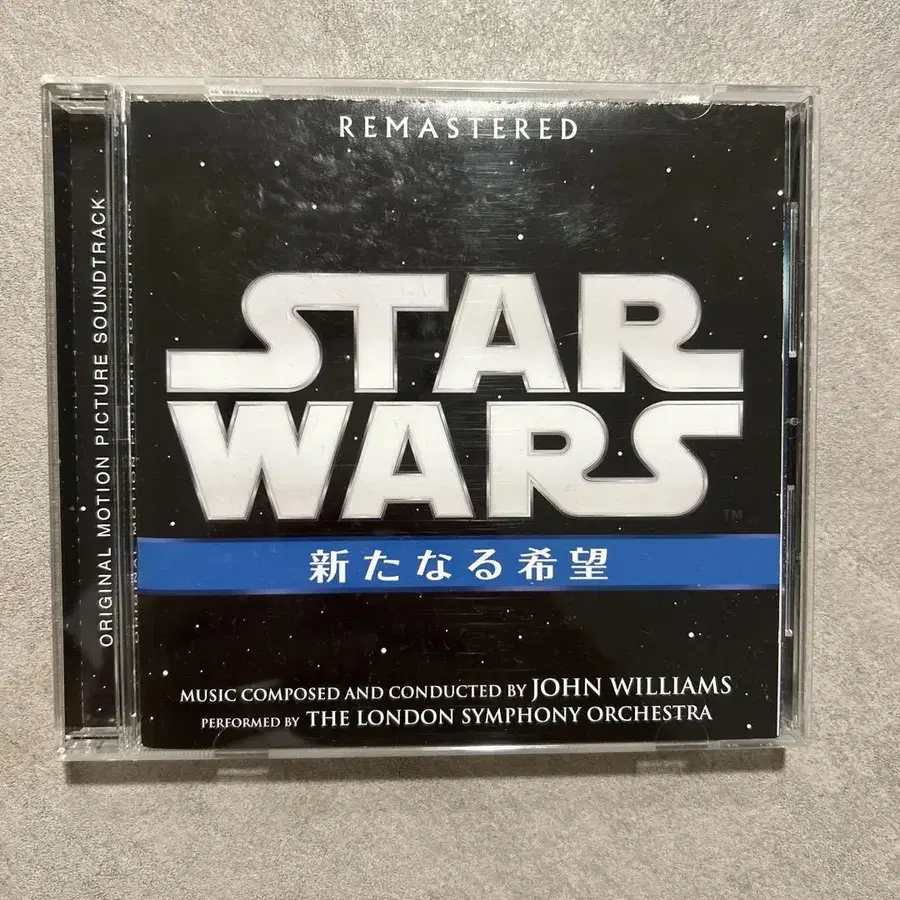 REMASTERED
STAR
WARS
TM
新たなる希望
MUSIC COMPOSED AND CONDUCTED BY JOHN WILLIAMS
PERFORMED BY THE LONDON SYMPHONY ORCHESTRA
ORIGINAL MOTION PICTURE SOUNDTRACK